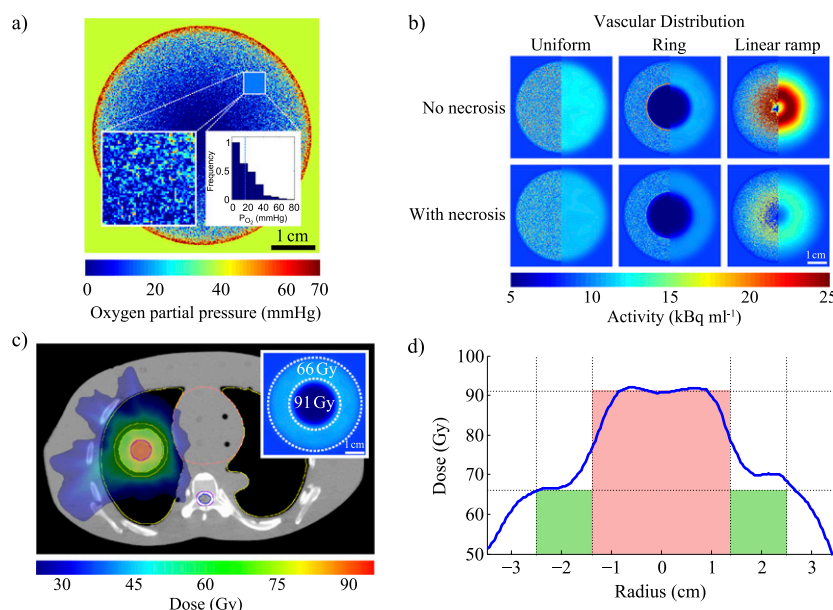 a)
Frequency
1
0.5
0
0 20 40 60 80
P_O₂ (mmHg)
1 cm
0 20 40 60 70
Oxygen partial pressure (mmHg)
b)
Vascular Distribution
Uniform Ring Linear ramp
No necrosis
With necrosis
1 cm
5 10 15 20 25
Activity (kBq ml⁻¹)
c)
66 Gy
91 Gy
1 cm
30 45 60 75 90
Dose (Gy)
d)
Dose (Gy)
100
90
80
70
60
50
−3 −2 −1 0 1 2 3
Radius (cm)